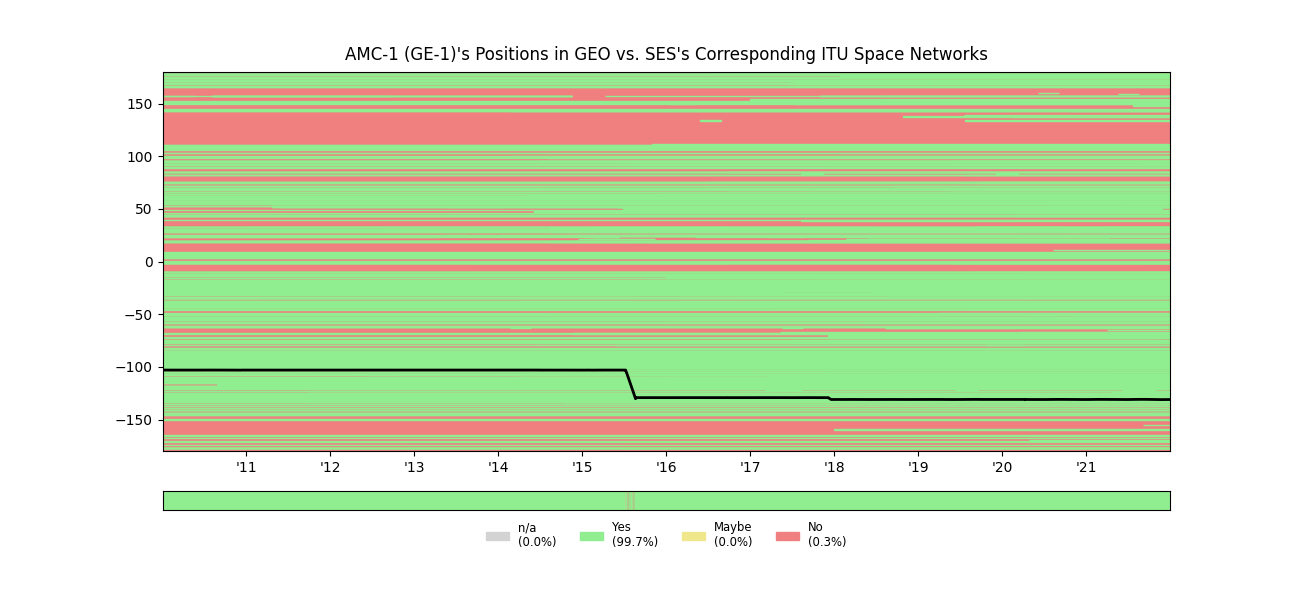 AMC-1 (GE-1)'s Positions in GEO vs. SES's Corresponding ITU Space Networks
150
100
50
0
−50
−100
−150
'11 '12 '13 '14 '15 '16 '17 '18 '19 '20 '21
n/a Yes Maybe No
(0.0%) (99.7%) (0.0%) (0.3%)